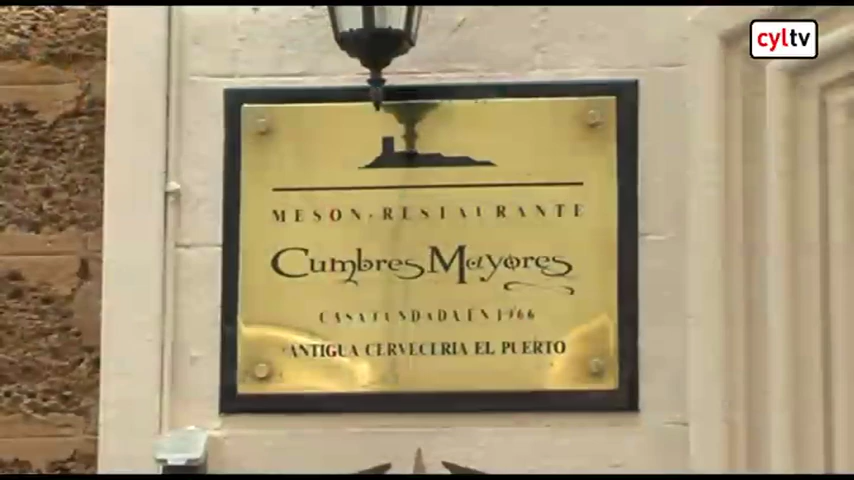 cyltv
MESON-RESTAURANTE
Cumbres Mayores
CASA FUNDADA EN 1966
ANTIGUA CERVECERIA EL PUERTO